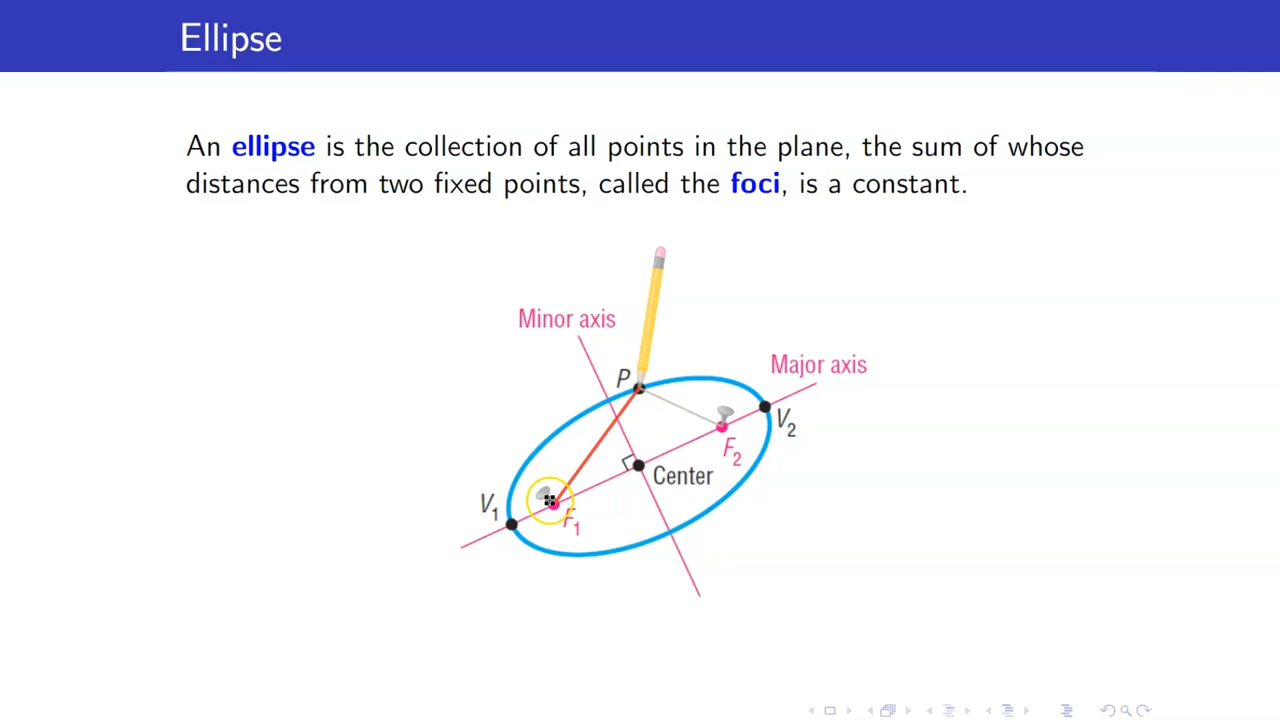 Ellipse
An ellipse is the collection of all points in the plane, the sum of whose
distances from two fixed points, called the foci, is a constant.
Minor axis
Major axis
P
V₂
F₂
Center
V₁
F₁